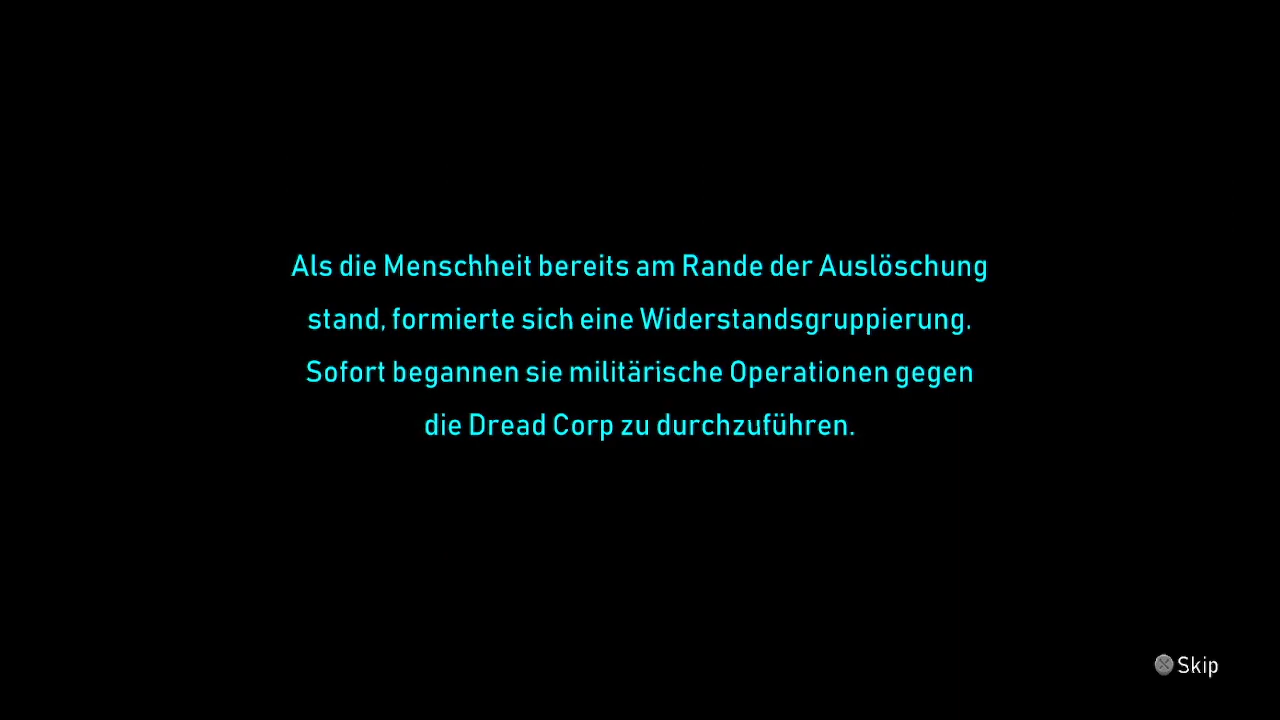 Als die Menschheit bereits am Rande der Auslöschung
stand, formierte sich eine Widerstandsgruppierung.
Sofort begannen sie militärische Operationen gegen
die Dread Corp zu durchzuführen.
Skip